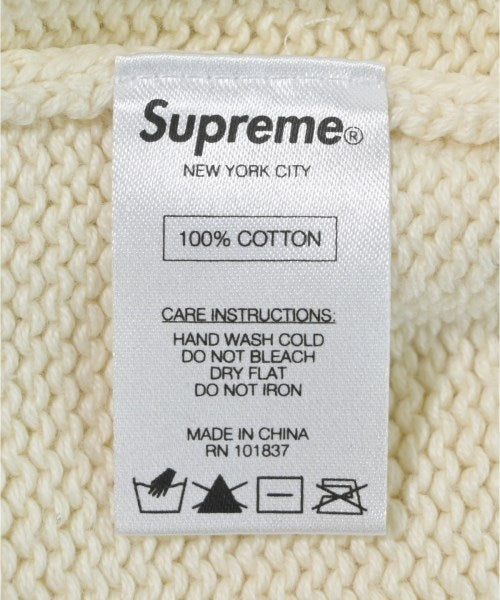 Supreme®
NEW YORK CITY
100% COTTON
CARE INSTRUCTIONS:
HAND WASH COLD
DO NOT BLEACH
DRY FLAT
DO NOT IRON
MADE IN CHINA
RN 101837